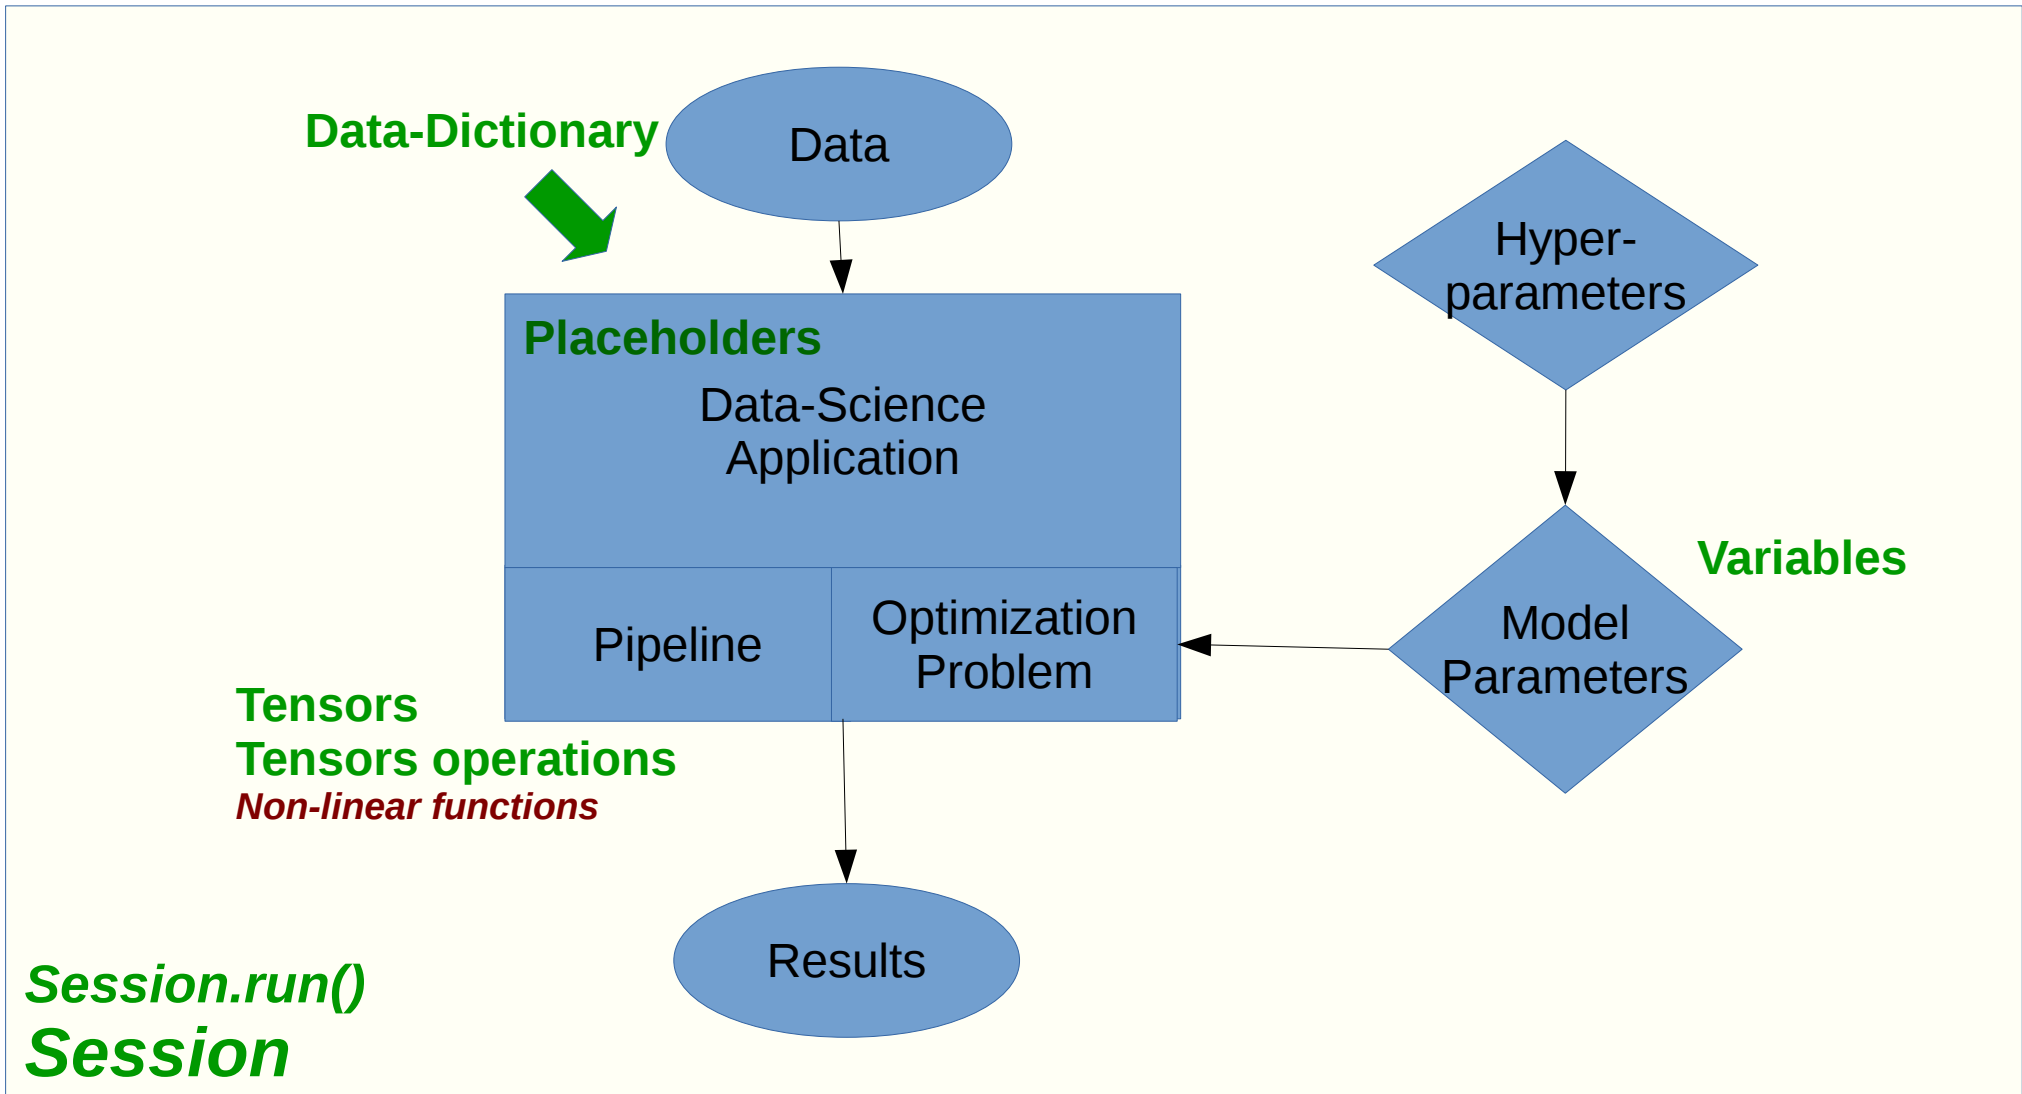 Data-Dictionary
Data
Hyper-
parameters
Placeholders
Data-Science
Application
Variables
Pipeline
Optimization
Problem
Model
Parameters
Tensors
Tensors operations
Non-linear functions
Results
Session.run()
Session